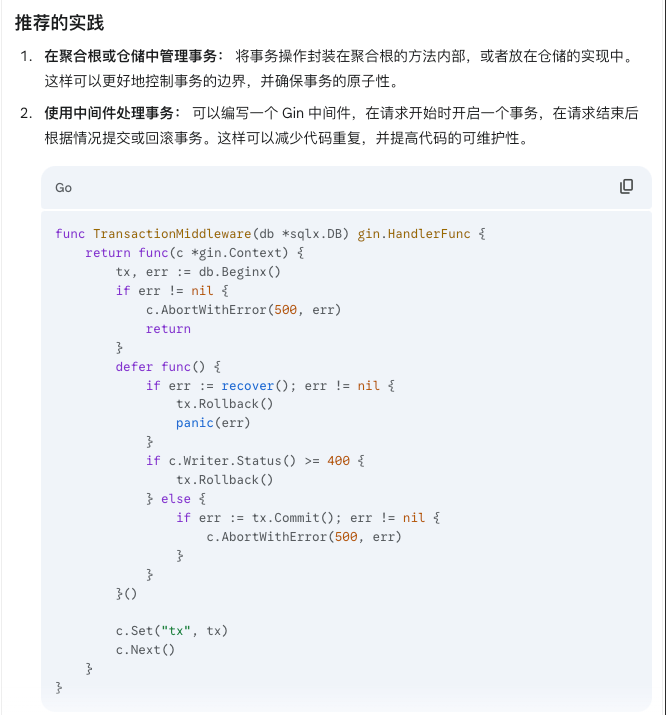 推荐的实践
1. 在聚合根或仓储中管理事务： 将事务操作封装在聚合根的方法内部，或者放在仓储的实现中。
这样可以更好地控制事务的边界，并确保事务的原子性。
2. 使用中间件处理事务： 可以编写一个 Gin 中间件，在请求开始时开启一个事务，在请求结束后
根据情况提交或回滚事务。这样可以减少代码重复，并提高代码的可维护性。
Go
func TransactionMiddleware(db *sqlx.DB) gin.HandlerFunc {
    return func(c *gin.Context) {
        tx, err := db.Beginx()
        if err != nil {
            c.AbortWithError(500, err)
            return
        }
        defer func() {
            if err := recover(); err != nil {
                tx.Rollback()
                panic(err)
            }
            if c.Writer.Status() >= 400 {
                tx.Rollback()
            } else {
                if err := tx.Commit(); err != nil {
                    c.AbortWithError(500, err)
                }
            }
        }()

        c.Set("tx", tx)
        c.Next()
    }
}